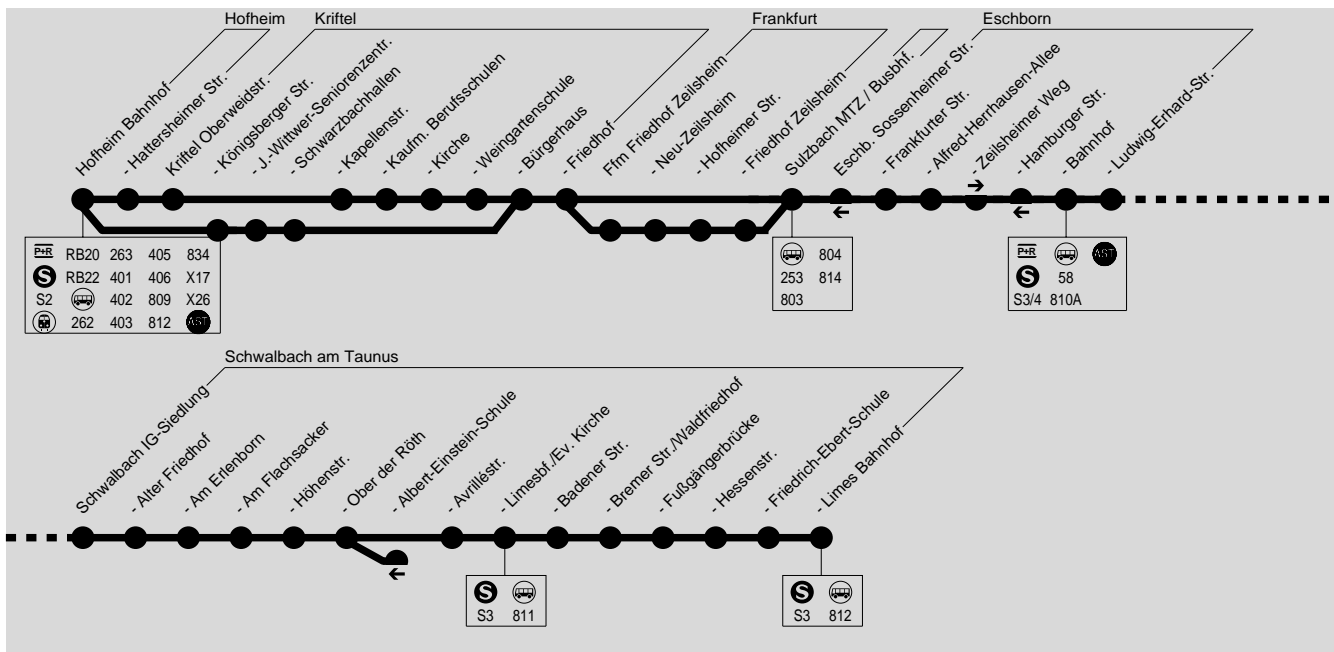 Hofheim
Kriftel
Frankfurt
Eschborn
Hofheim Bahnhof
- Hattersheimer Str.
Kriftel Oberweidstr.
- Königsberger Str.
- J.-Wittwer-Seniorenzentr.
- Schwarzbachhallen
- Kapellenstr.
- Kaufm. Berufsschulen
- Kirche
- Weingartenschule
- Bürgerhaus
- Friedhof
Ffm Friedhof Zeilsheim
- Neu-Zeilsheim
- Hofheimer Str.
- Friedhof Zeilsheim
Sulzbach MTZ / Busbhf.
Eschb. Sossenheimer Str.
- Frankfurter Str.
- Alfred-Herrhausen-Allee
- Zeilsheimer Weg
- Hamburger Str.
- Bahnhof
- Ludwig-Erhard-Str.
P+R RB20 263 405 834
S RB22 401 406 X17
S2 402 809 X26
262 403 812 AST
804
253 814
803
P+R AST
S 58
S3/4 810A
Schwalbach am Taunus
Schwalbach IG-Siedlung
- Alter Friedhof
- Am Erlenborn
- Am Flachsacker
- Höhenstr.
- Ober der Röth
- Albert-Einstein-Schule
- Avrilléstr.
- Limesbf./Ev. Kirche
- Badener Str.
- Bremer Str./Waldfriedhof
- Fußgängerbrücke
- Hessenstr.
- Friedrich-Ebert-Schule
- Limes Bahnhof
S
S3 811
S
S3 812